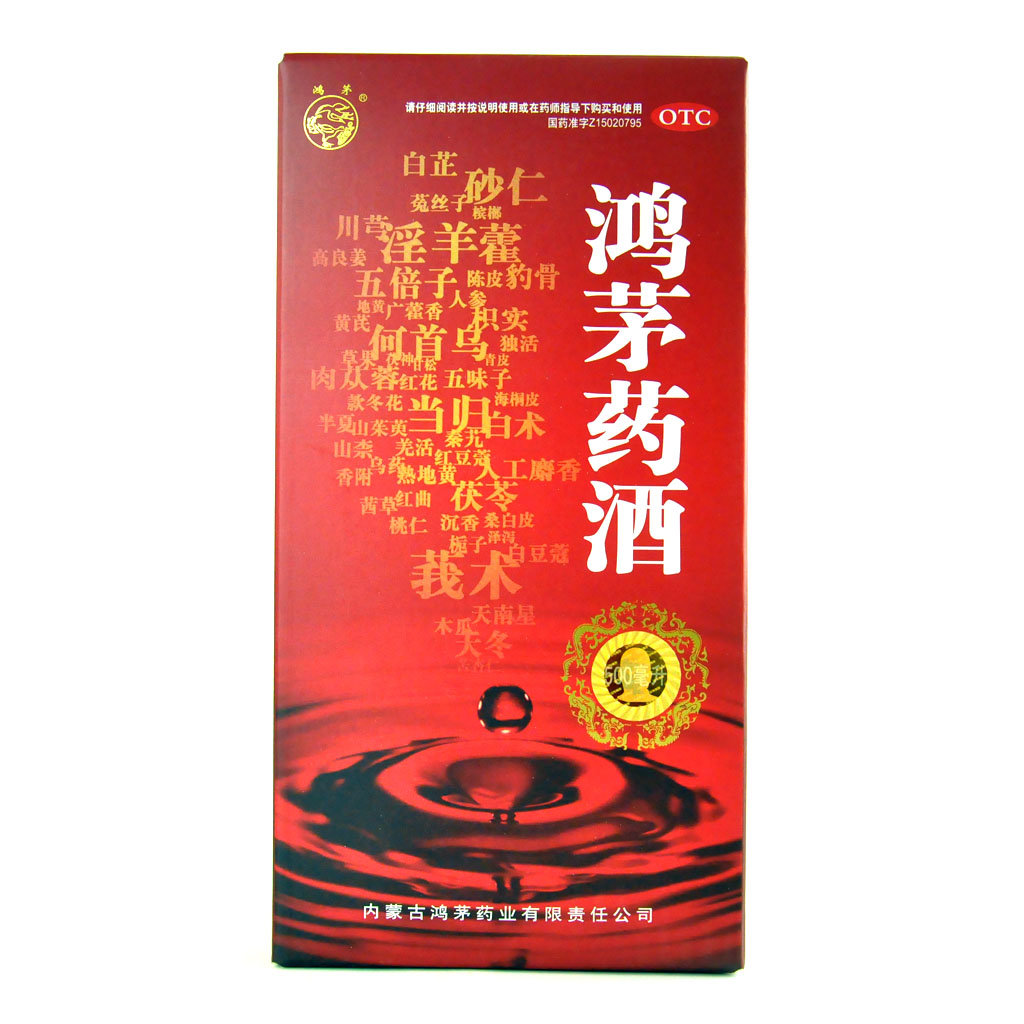 鸿茅®
请仔细阅读并按说明使用或在药师指导下购买和使用
国药准字Z15020795
OTC
鸿茅药酒
白芷
砂仁
菟丝子
槟榔
川芎
淫羊藿
高良姜
五倍子
陈皮
豹骨
人参
地黄
广藿香
枳实
黄芪
何首乌
独活
草果
茯神
甘松
青皮
肉苁蓉
红花
五味子
款冬花
当归
海桐皮
半夏
山茱萸
白术
秦艽
山柰
羌活
红豆蔻
乌药
香附
熟地黄
人工麝香
茯苓
茜草
红曲
桃仁
沉香
桑白皮
栀子
泽泻
白豆蔻
莪术
天南星
木瓜
天冬
500毫升
内蒙古鸿茅药业有限责任公司